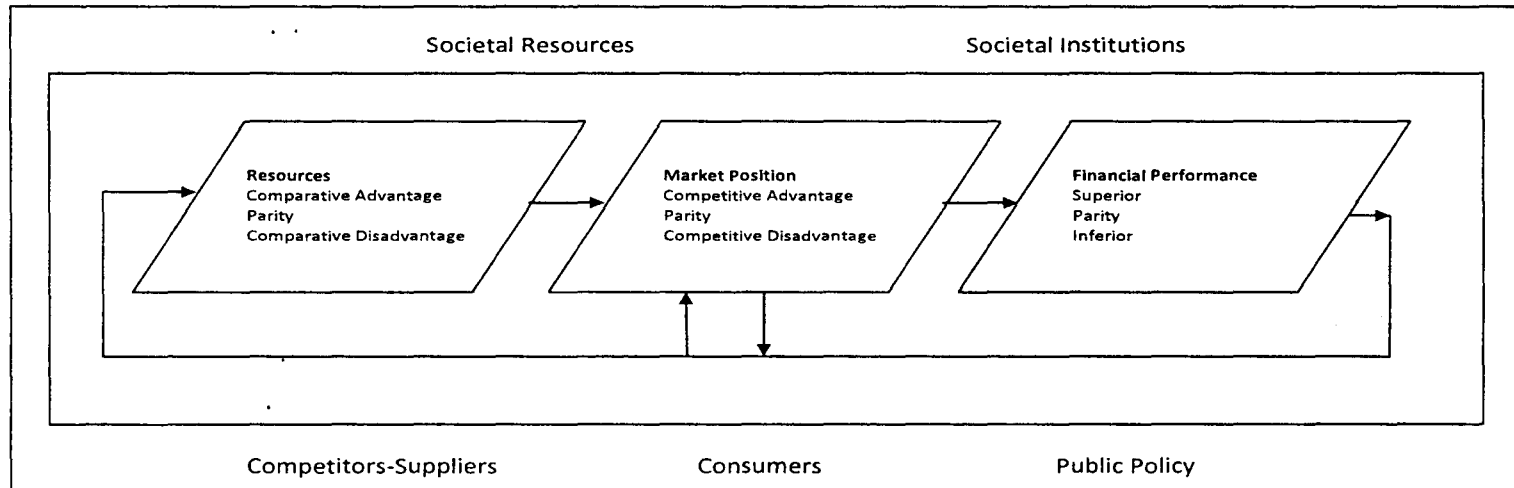 Societal Resources
Societal Institutions
Resources
Comparative Advantage
Parity
Comparative Disadvantage
Market Position
Competitive Advantage
Parity
Competitive Disadvantage
Financial Performance
Superior
Parity
Inferior
Competitors-Suppliers
Consumers
Public Policy